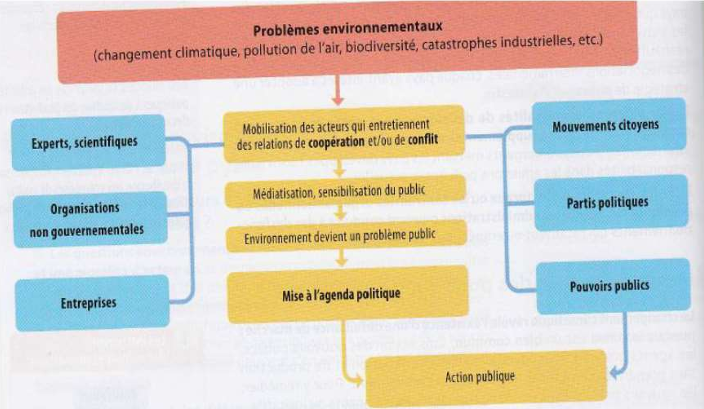 Problèmes environnementaux
(changement climatique, pollution de l'air, biodiversité, catastrophes industrielles, etc.)
Experts, scientifiques
Organisations
non gouvernementales
Entreprises
Mobilisation des acteurs qui entretiennent
des relations de coopération et/ou de conflit
Médiatisation, sensibilisation du public
Environnement devient un problème public
Mise à l'agenda politique
Mouvements citoyens
Partis politiques
Pouvoirs publics
Action publique